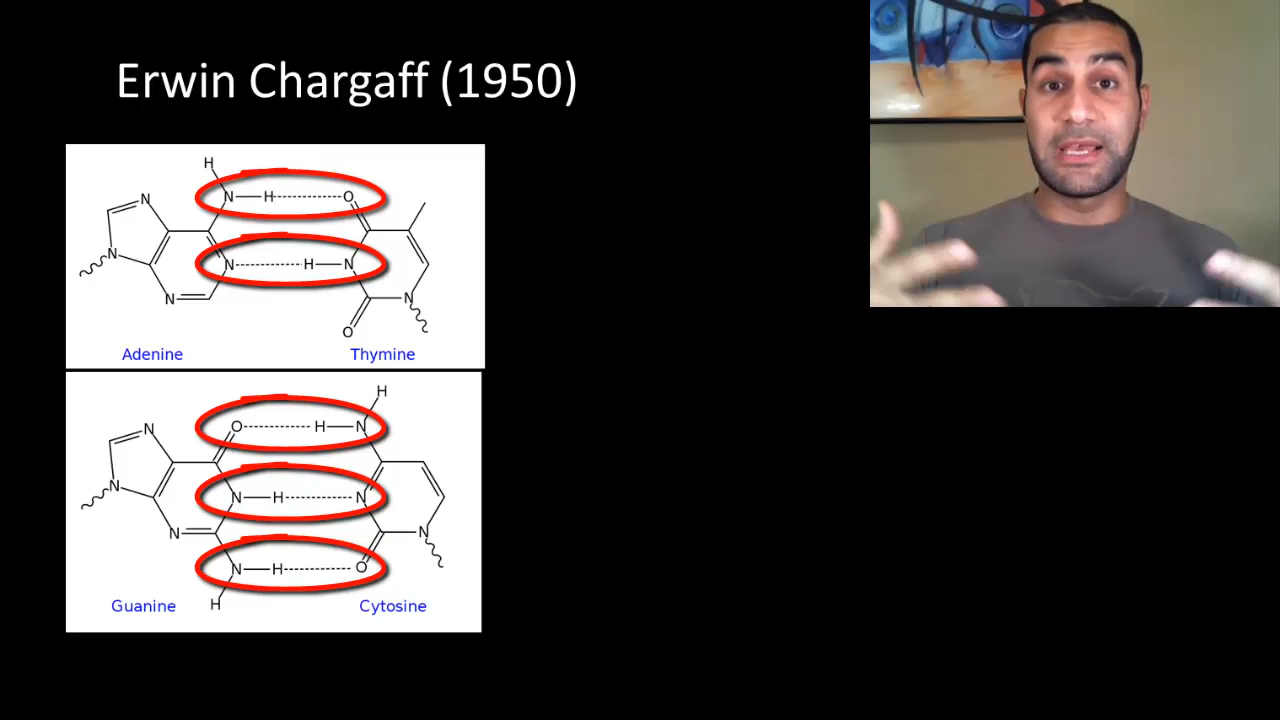 Erwin Chargaff (1950)
H
N N H O
N N H N
N N
O
Adenine Thymine
H
N O H N
N N H N
N N
N H O
H
Guanine Cytosine